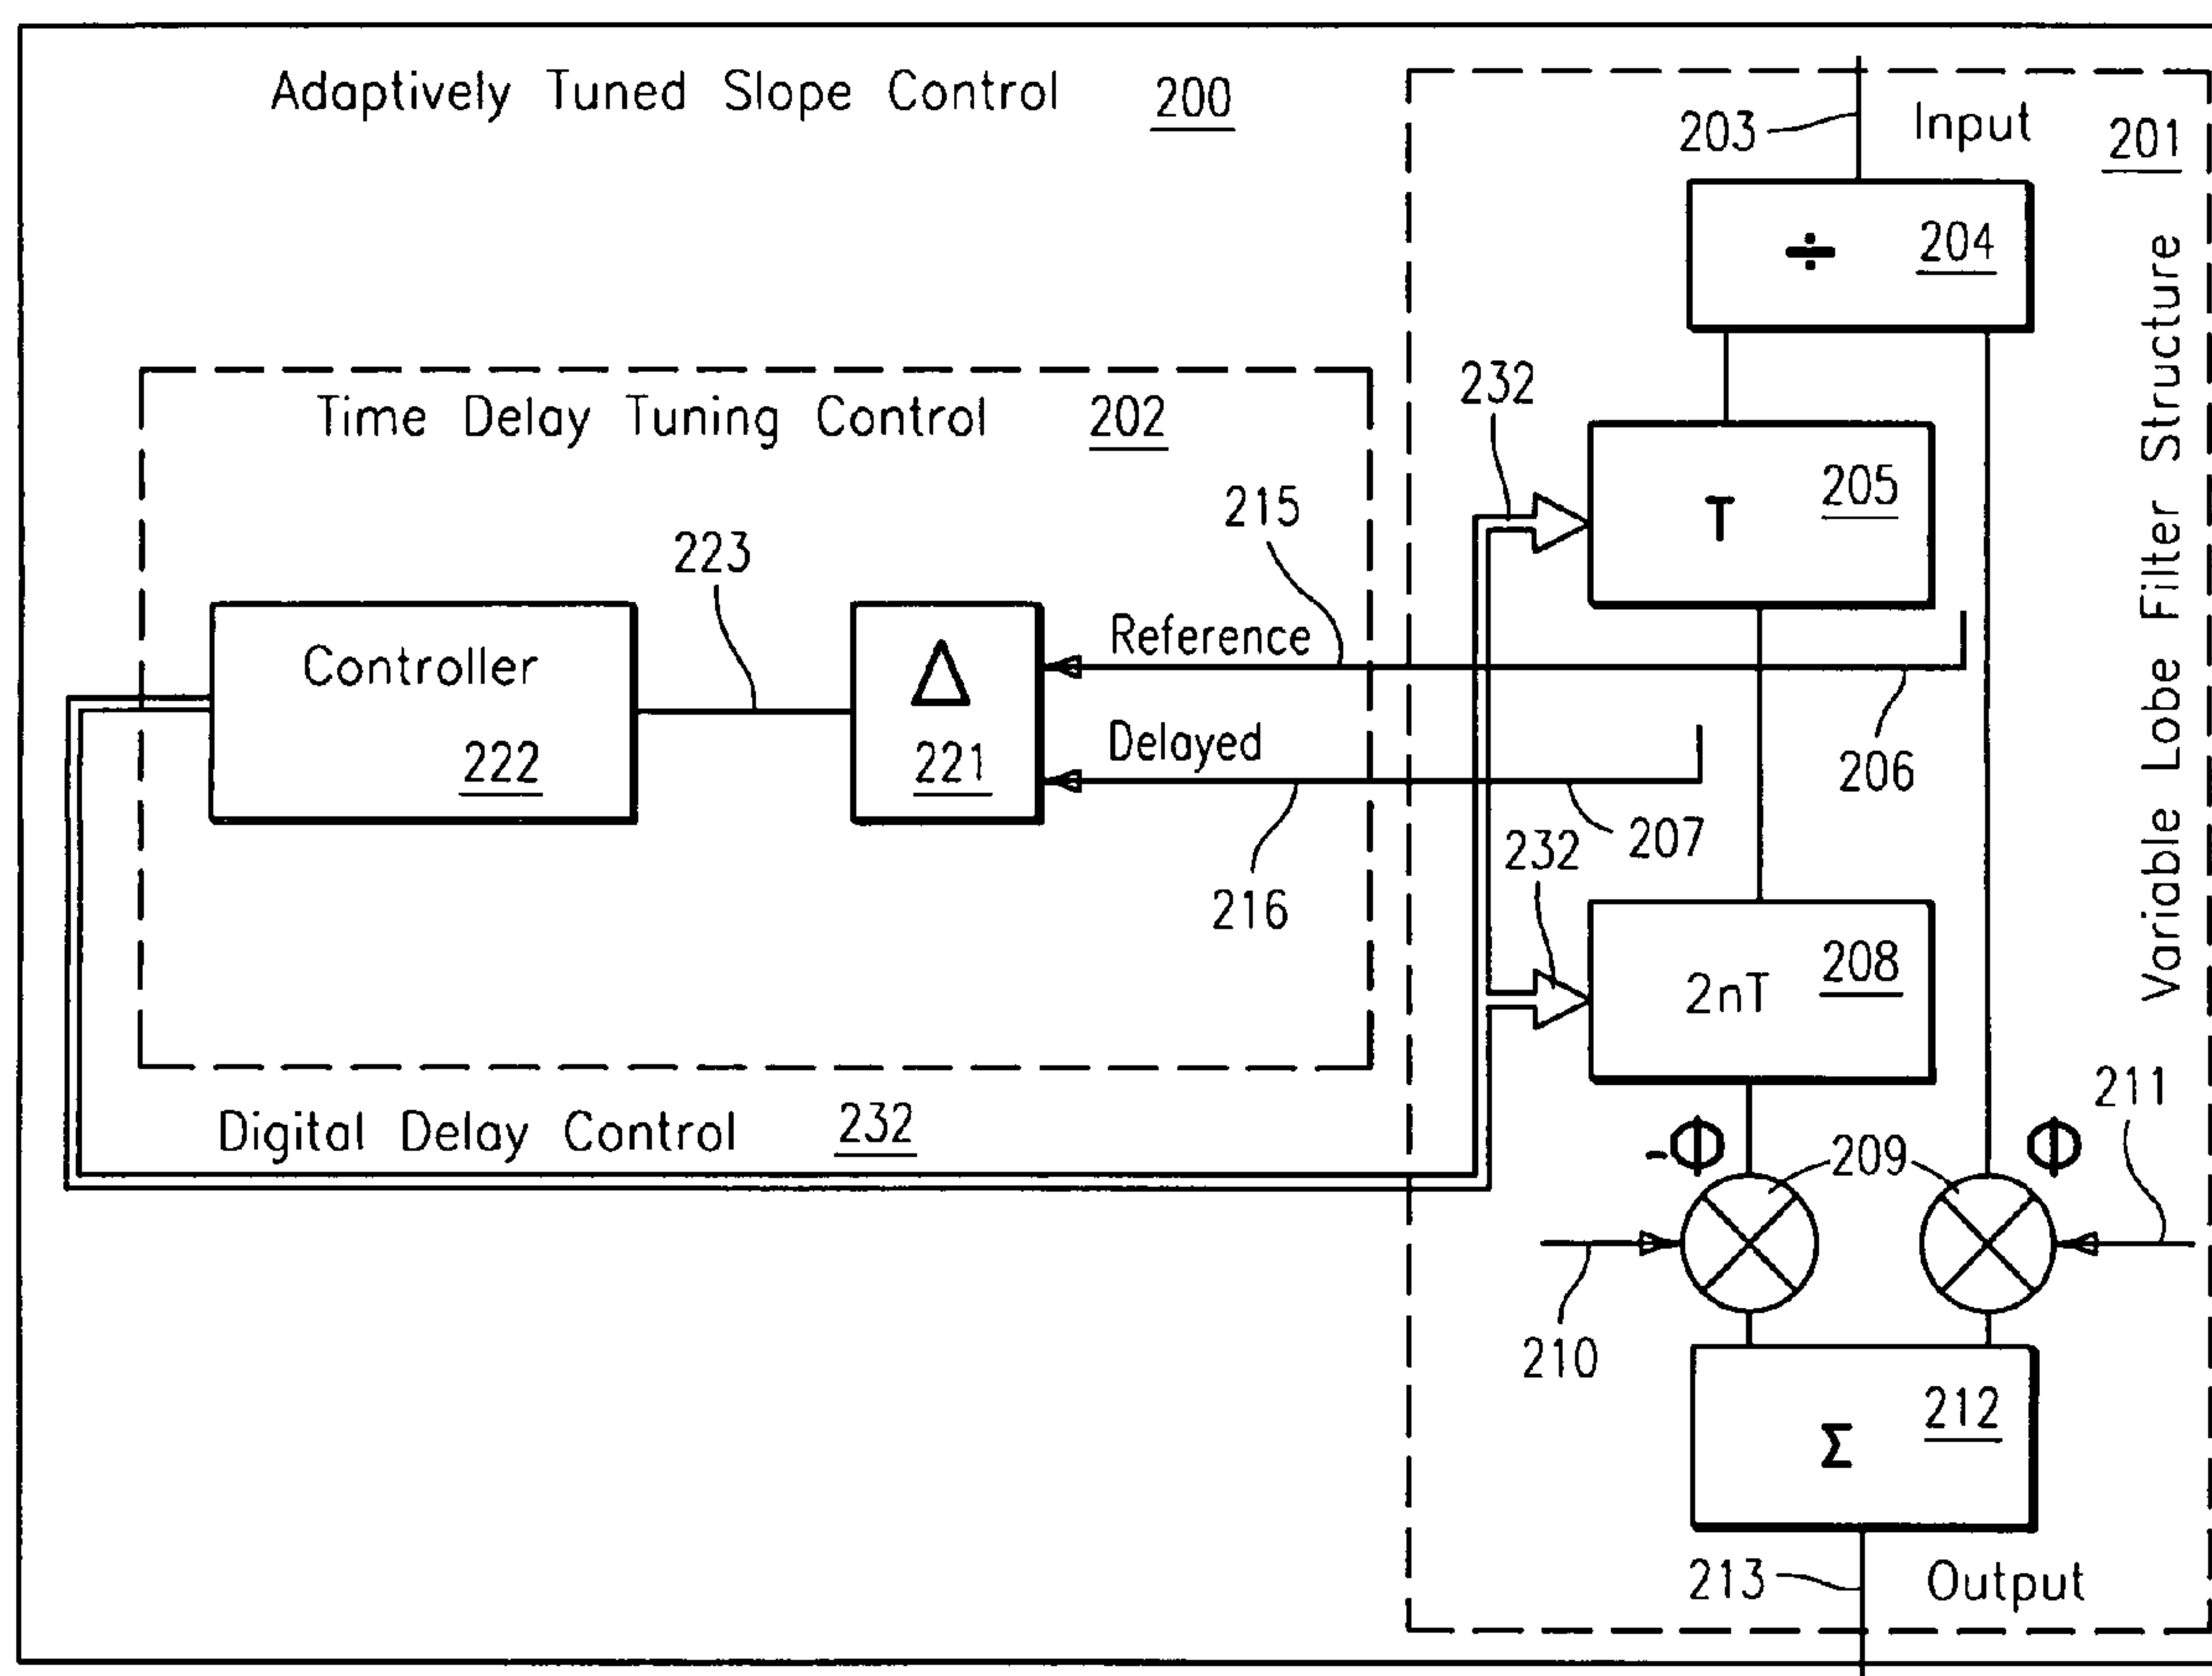 Adaptively Tuned Slope Control 200
203
Input
201
÷ 204
Variable Lobe Filter Structure
Time Delay Tuning Control 202
232
T 205
215
223
Reference
Controller
222
Δ
221
Delayed
206
207
232
216
2nT 208
211
Digital Delay Control 232
-Φ
209
Φ
210
Σ 212
213
Output